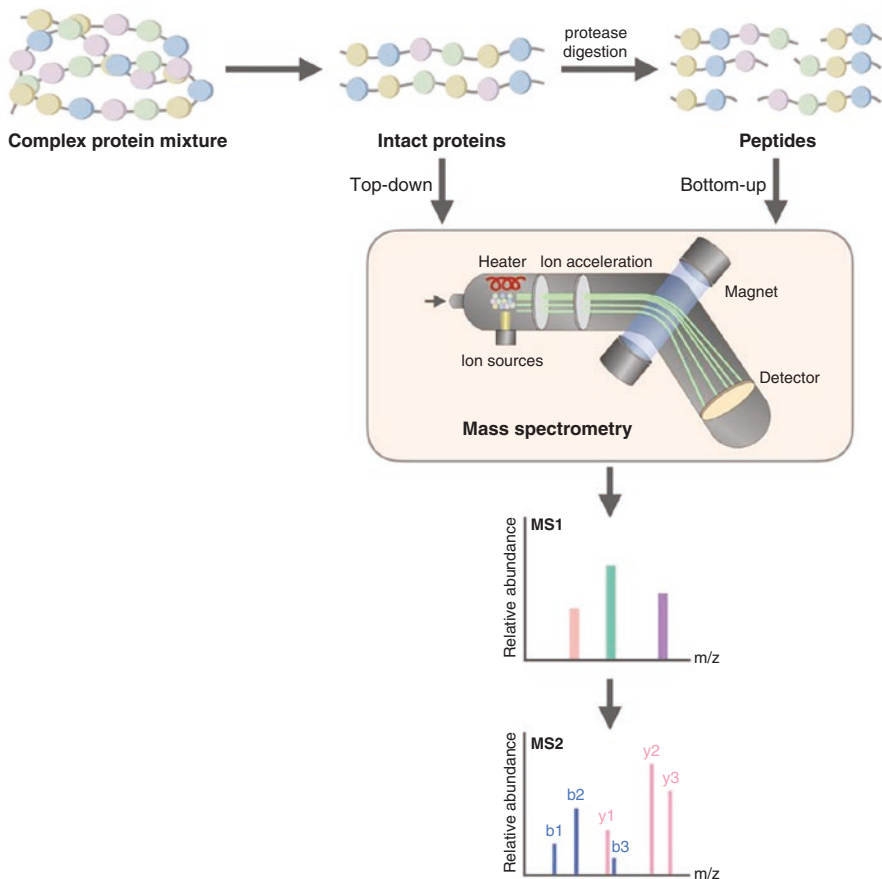 protease
digestion
Complex protein mixture
Intact proteins
Peptides
Top-down
Bottom-up
Heater
Ion acceleration
Magnet
Ion sources
Detector
Mass spectrometry
MS1
Relative abundance
m/z
MS2
Relative abundance
b1
b2
y1
b3
y2
y3
m/z